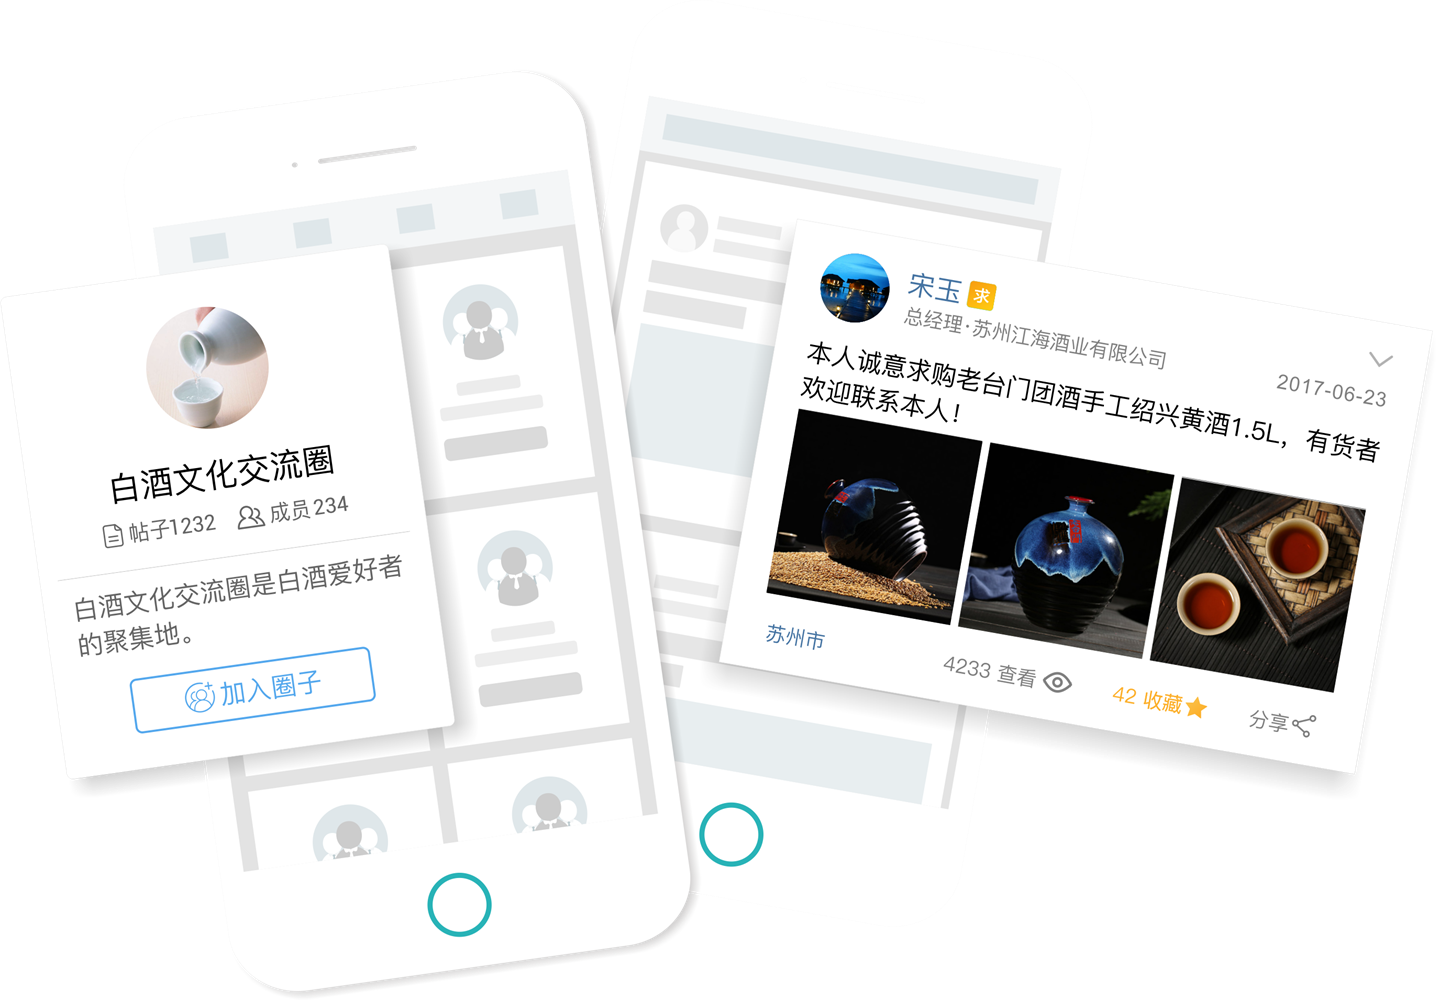 白酒文化交流圈
帖子1232 成员234
白酒文化交流圈是白酒爱好者
的聚集地。
加入圈子
宋玉 求
总经理·苏州江海酒业有限公司
2017-06-23
本人诚意求购老台门团酒手工绍兴黄酒1.5L，有货者
欢迎联系本人！
苏州市
4233 查看 42 收藏 分享